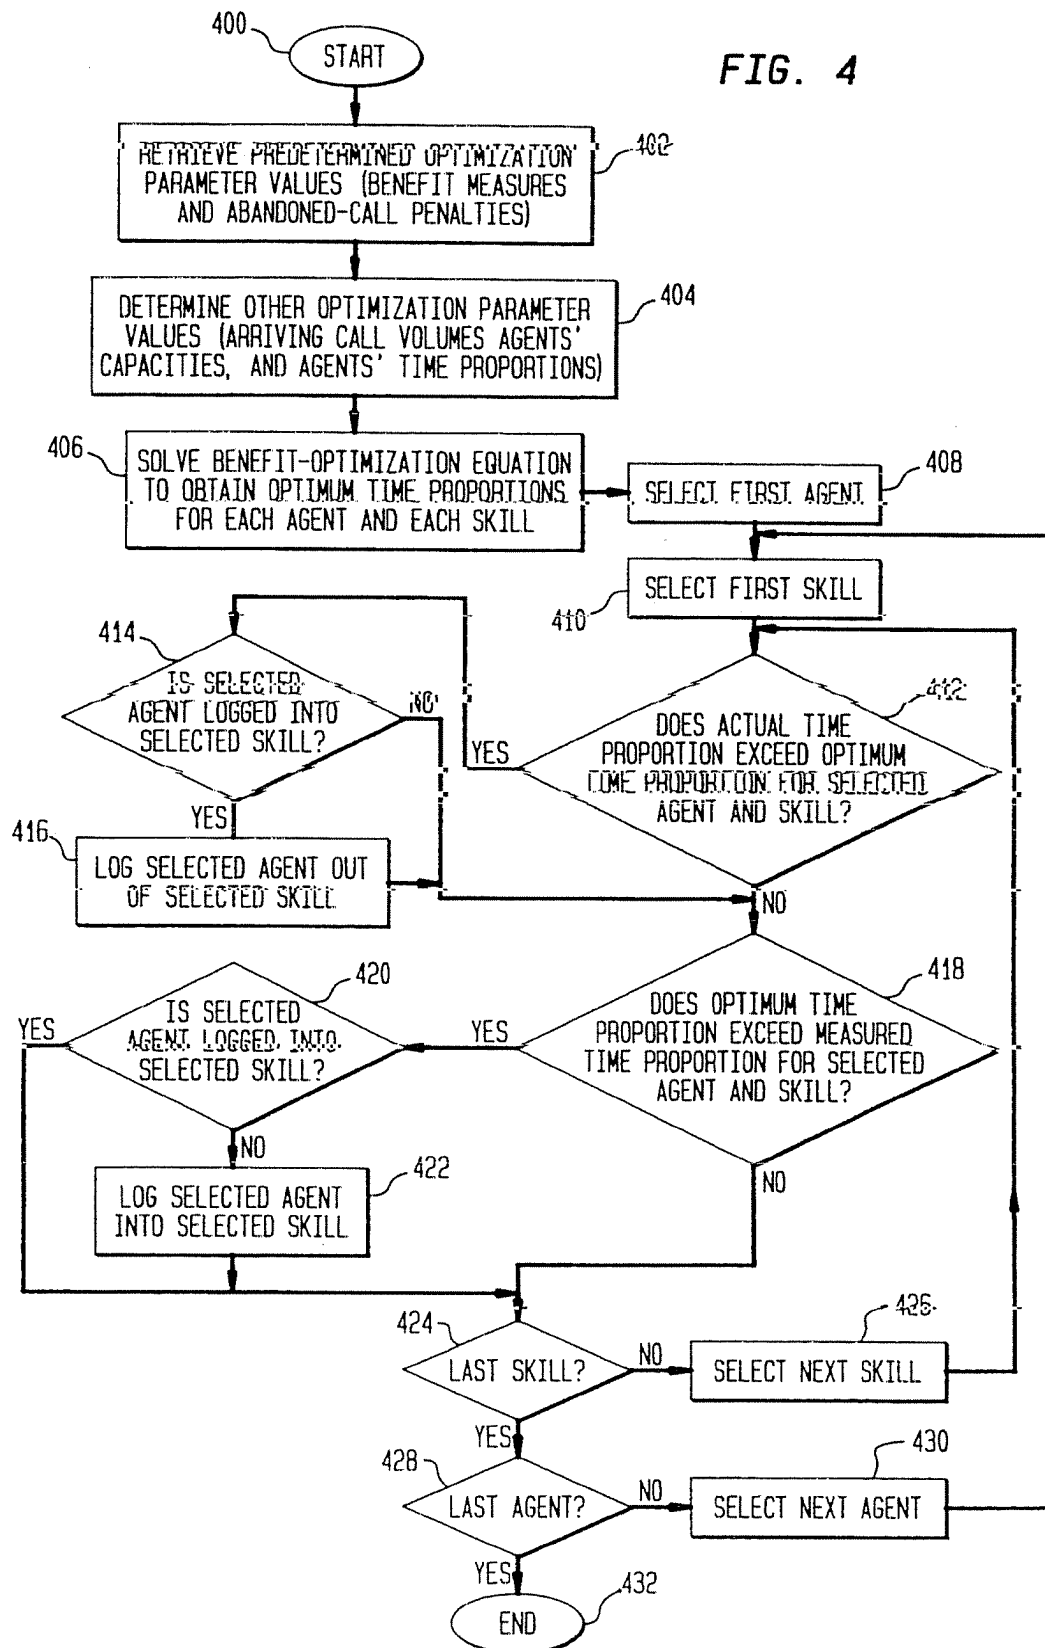 400
START
FIG. 4
RETRIEVE PREDETERMINED OPTIMIZATION
PARAMETER VALUES (BENEFIT MEASURES
AND ABANDONED-CALL PENALTIES)
402
DETERMINE OTHER OPTIMIZATION PARAMETER
VALUES (ARRIVING CALL VOLUMES AGENTS'
CAPACITIES, AND AGENTS' TIME PROPORTIONS)
404
406
SOLVE BENEFIT-OPTIMIZATION EQUATION
TO OBTAIN OPTIMUM TIME PROPORTIONS
FOR EACH AGENT AND EACH SKILL
408
SELECT FIRST AGENT
SELECT FIRST SKILL
410
414
IS SELECTED
AGENT LOGGED INTO
SELECTED SKILL?
NO
YES
412
DOES ACTUAL TIME
PROPORTION EXCEED OPTIMUM
TIME PROPORTION FOR SELECTED
AGENT AND SKILL?
YES
NO
416
LOG SELECTED AGENT OUT
OF SELECTED SKILL
420
IS SELECTED
AGENT LOGGED INTO
SELECTED SKILL?
YES
NO
418
DOES OPTIMUM TIME
PROPORTION EXCEED MEASURED
TIME PROPORTION FOR SELECTED
AGENT AND SKILL?
YES
NO
422
LOG SELECTED AGENT
INTO SELECTED SKILL
424
LAST SKILL?
NO
426
SELECT NEXT SKILL
YES
428
LAST AGENT?
NO
430
SELECT NEXT AGENT
YES
432
END